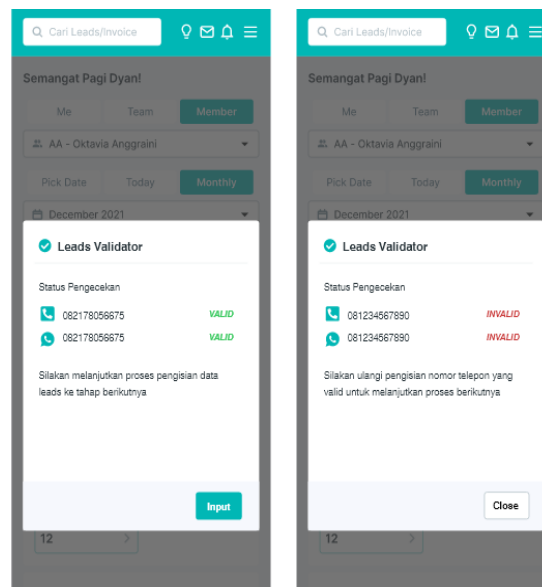 Cari Leads/Invoice
Semangat Pagi Dyan!
Me Team Member
AA - Oktavia Anggraini
Pick Date Today Monthly
December 2021
Leads Validator
Status Pengecekan
082178056675 VALID
082178056675 VALID
Silakan melanjutkan proses pengisian data
leads ke tahap berikutnya
Input
12
Cari Leads/Invoice
Semangat Pagi Dyan!
Me Team Member
AA - Oktavia Anggraini
Pick Date Today Monthly
December 2021
Leads Validator
Status Pengecekan
081234567890 INVALID
081234567890 INVALID
Silakan ulangi pengisian nomor telepon yang
valid untuk melanjutkan proses berikutnya
Close
12